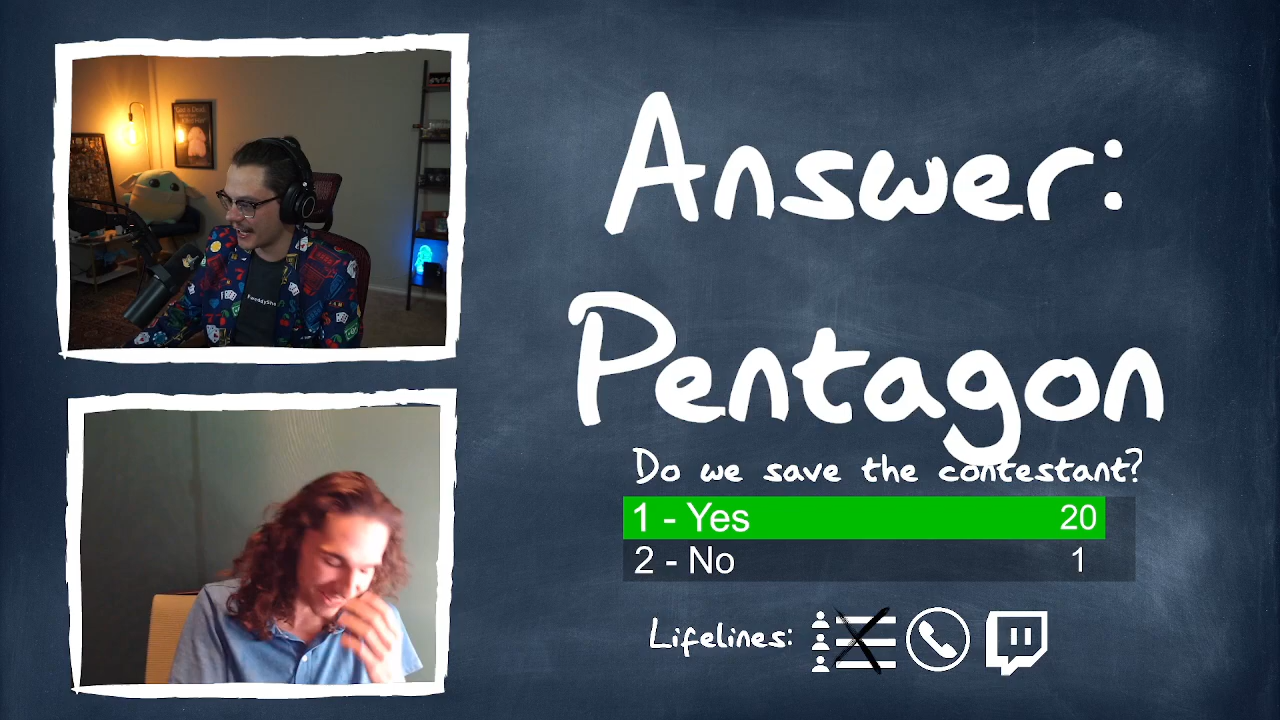 Answer:
Pentagon
Do we save the contestant?
1 - Yes 20
2 - No 1
Lifelines: